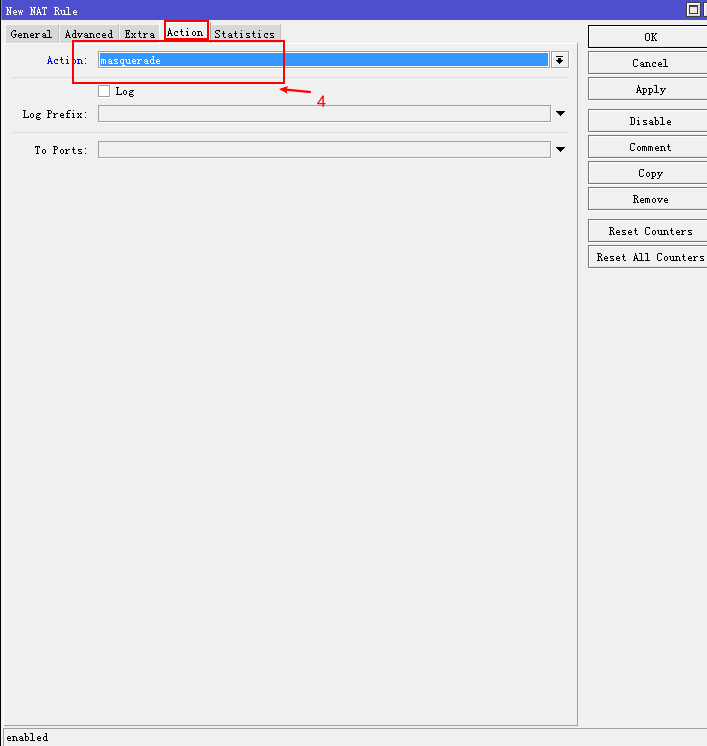 New NAT Rule
General Advanced Extra Action Statistics
Action: masquerade
Log
4
Log Prefix:
To Ports:
OK
Cancel
Apply
Disable
Comment
Copy
Remove
Reset Counters
Reset All Counters
enabled